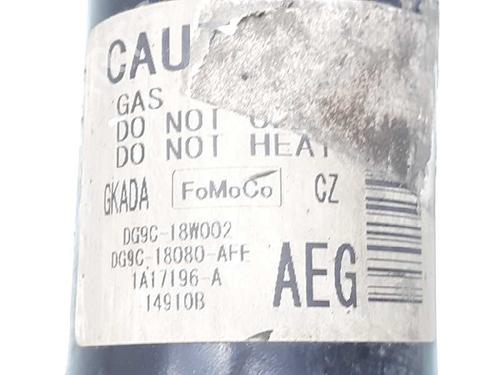 CAU
GAS
DO NOT
DO NOT HEAT
GKADA FoMoCo CZ
DG9C-18W002
DG9C-18080-AFF
1A17196-A
14910B
AEG